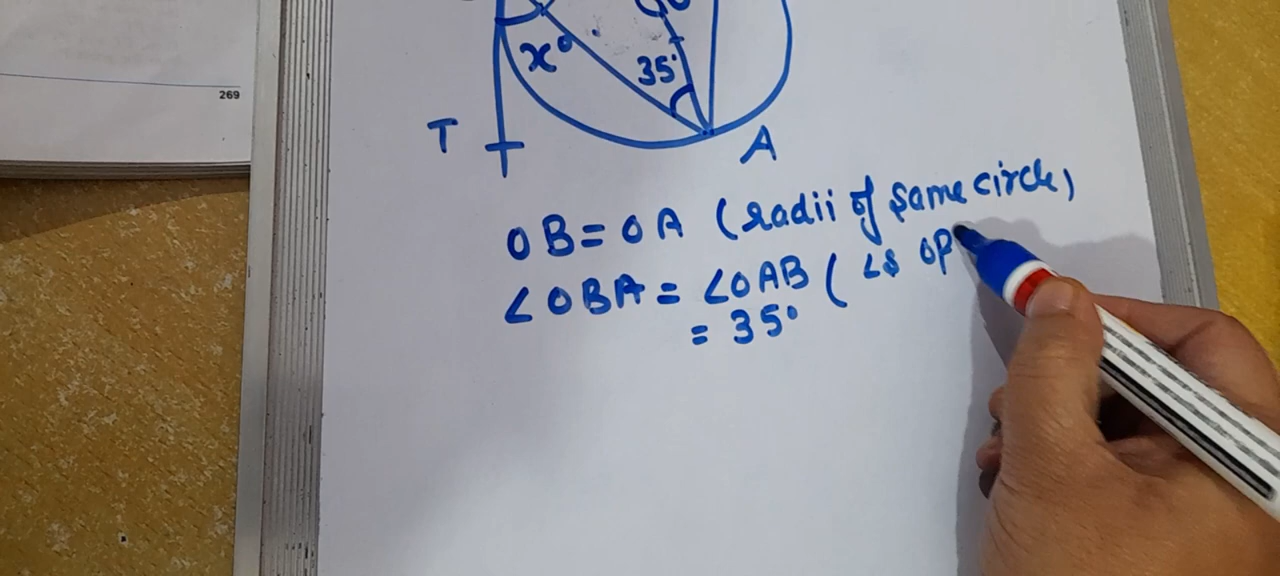 269
x°
35°
T
A
OB = OA (radii of same circle)
∠OBA = ∠OAB (∠s op
= 35°